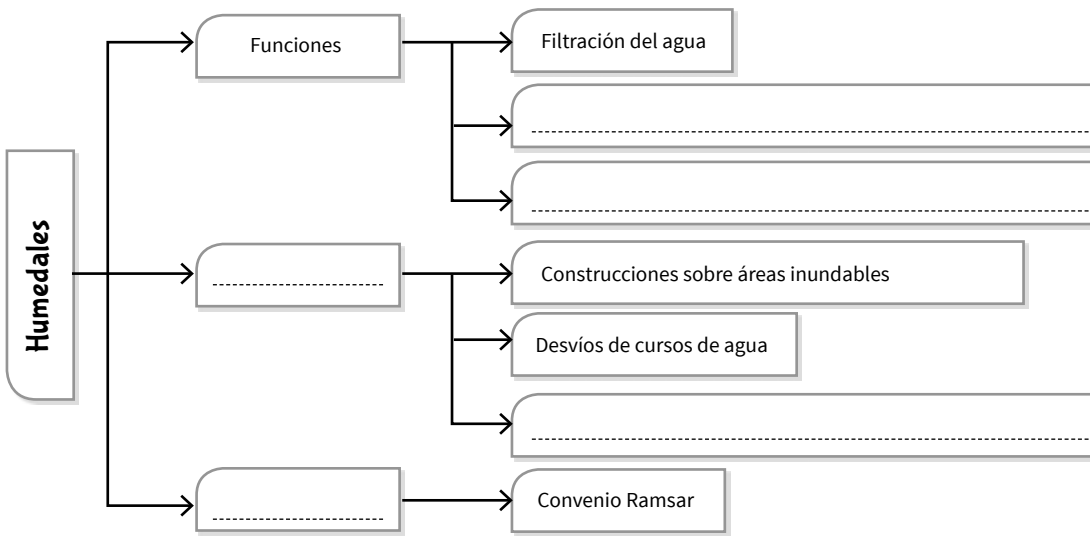 Humedales
Funciones
Filtración del agua
Construcciones sobre áreas inundables
Desvíos de cursos de agua
Convenio Ramsar